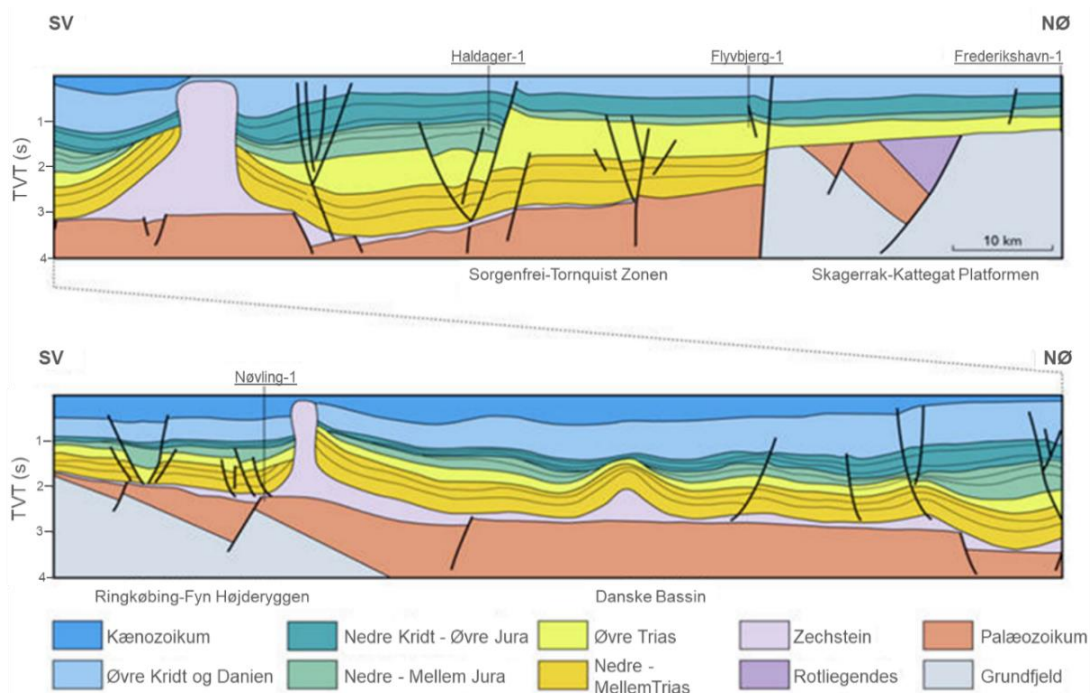 SV NØ
Haldager-1 Flyvbjerg-1 Frederikshavn-1
TVT (s)
1
2
3
4
10 km
Sorgenfrei-Tornquist Zonen Skagerrak-Kattegat Platformen
SV NØ
Nøvling-1
TVT (s)
1
2
3
4
Ringkøbing-Fyn Højderyggen Danske Bassin
Kænozoikum Nedre Kridt - Øvre Jura Øvre Trias Zechstein Palæozoikum
Øvre Kridt og Danien Nedre - Mellem Jura Nedre - Rotliegendes Grundfjeld
MellemTrias